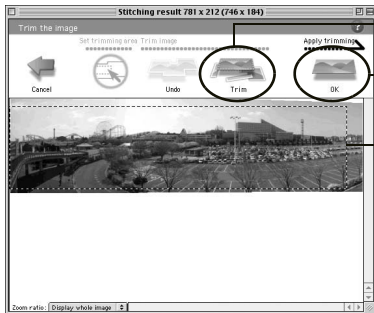 Stitching result 781 x 212 (746 x 184)
Trim the image
Set trimming area Trim image Apply trimming
Cancel Undo Trim OK
Zoom ratio: Display whole image